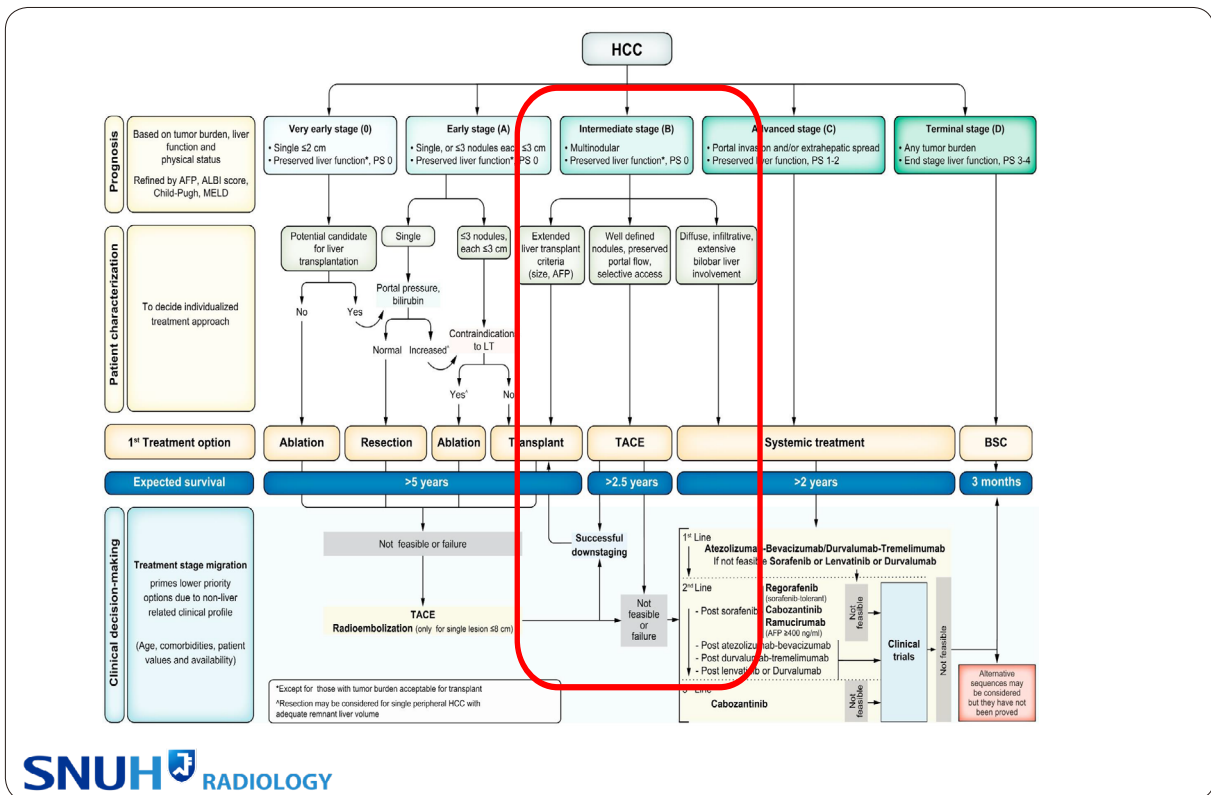 HCC
Prognosis
Based on tumor burden, liver
function and
physical status
Refined by AFP, ALBI score,
Child-Pugh, MELD
Very early stage (0)
• Single ≤2 cm
• Preserved liver function*, PS 0
Early stage (A)
• Single, or ≤3 nodules each ≤3 cm
• Preserved liver function*, PS 0
Intermediate stage (B)
• Multinodular
• Preserved liver function*, PS 0
Advanced stage (C)
• Portal invasion and/or extrahepatic spread
• Preserved liver function, PS 1-2
Terminal stage (D)
• Any tumor burden
• End stage liver function, PS 3-4
Patient characterization
To decide individualized
treatment approach
Potential candidate
for liver
transplantation
Single
≤3 nodules,
each ≤3 cm
Extended
liver transplant
criteria
(size, AFP)
Well defined
nodules, preserved
portal flow,
selective access
Diffuse, infiltrative,
extensive
bilobar liver
involvement
No
Yes
Portal pressure,
bilirubin
Normal
Increased^
Contraindications
to LT
Yes^
No
1st Treatment option
Ablation
Resection
Ablation
Transplant
TACE
Systemic treatment
BSC
Expected survival
>5 years
>2.5 years
>2 years
3 months
Clinical decision-making
Treatment stage migration
primes lower priority
options due to non-liver
related clinical profile
(Age, comorbidities, patient
values and availability)
Not feasible or failure
TACE
Radioembolization (only for single lesion ≤8 cm)
Successful
downstaging
Not
feasible
or
failure
1st Line
Atezolizumab-Bevacizumab/Durvalumab-Tremelimumab
If not feasible Sorafenib or Lenvatinib or Durvalumab
2nd Line
- Post sorafenib
Regorafenib
(sorafenib-tolerant)
Cabozantinib
Ramucirumab
(AFP ≥400 ng/ml)
- Post atezolizumab-bevacizumab
- Post durvalumab-tremelimumab
- Post lenvatinib or Durvalumab
Not
feasible
Line
Cabozantinib
Not
feasible
Clinical
trials
Not feasible
Alternative
sequences may
be considered
but they have not
been proved
*Except for those with tumor burden acceptable for transplant
^Resection may be considered for single peripheral HCC with
adequate remnant liver volume
SNUH RADIOLOGY